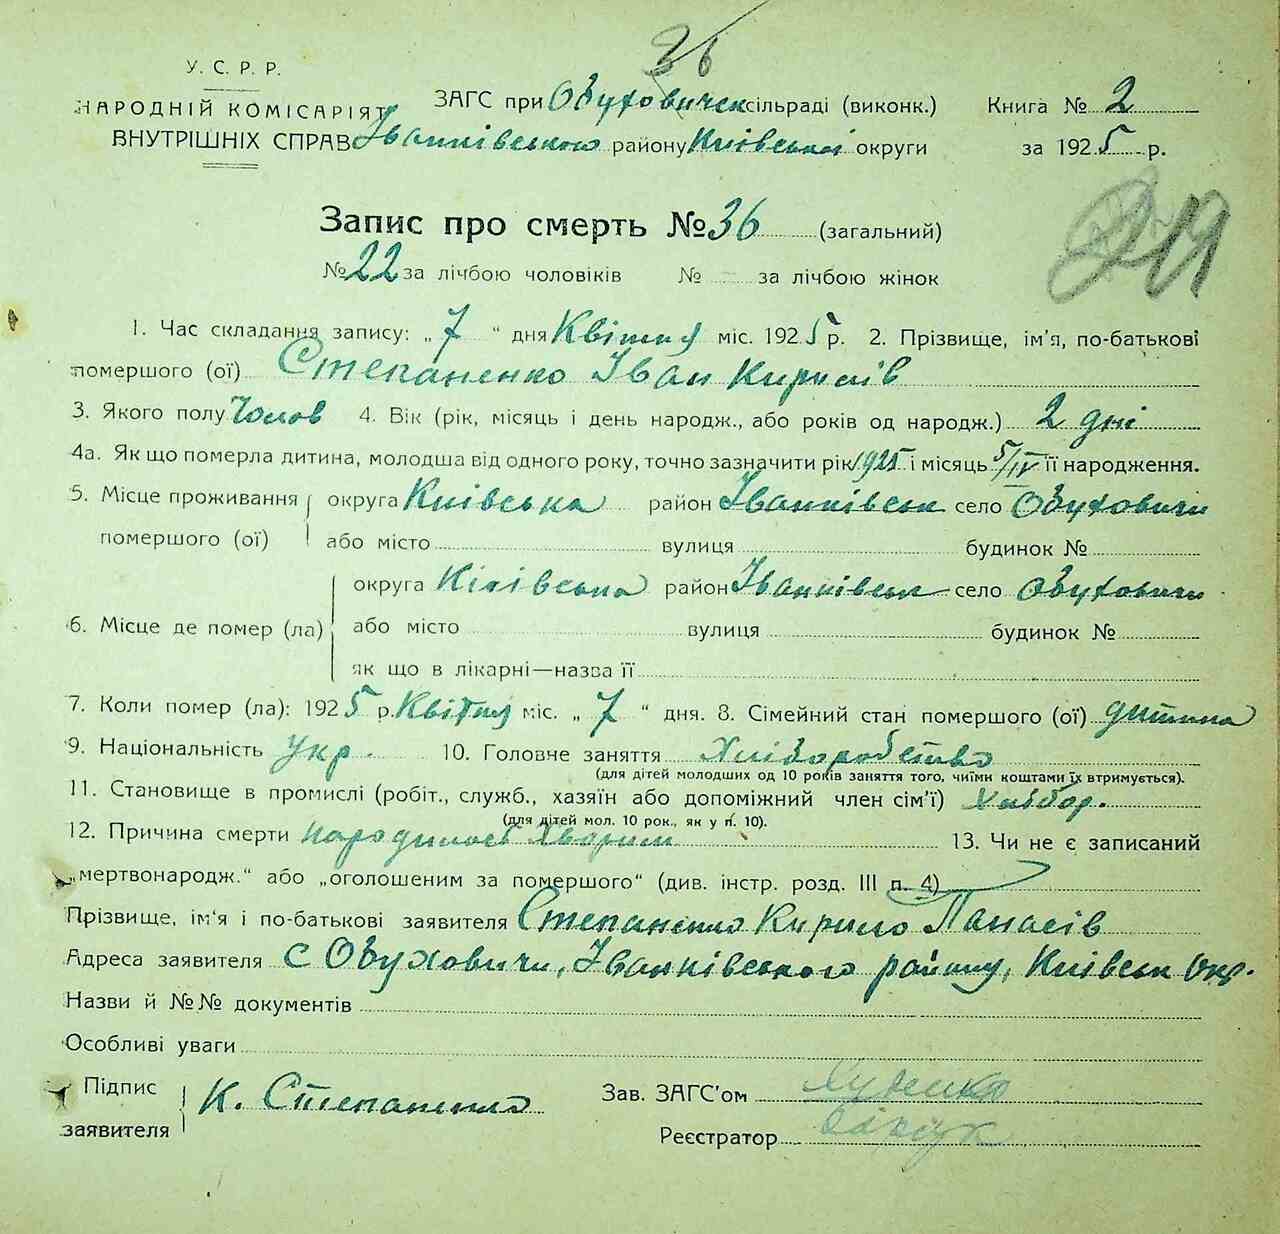 36
У. С. Р. Р.
НАРОДНІЙ КОМІСАРІЯТ
ВНУТРІШНІХ СПРАВ
ЗАГС при Обуховичск сільраді (виконк.)
Іванківського району Київської округи
Книга № 2
за 1925 р.
Запис про смерть № 36 (загальний)
№ 22 за лічбою чоловіків № за лічбою жінок
1. Час складання запису: „ 7 “ дня Квітня міс. 1925 р. 2. Прізвище, ім'я, по-батькові
помершого (ої) Степаненко Іван Кирилів
3. Якого полу Чолов 4. Вік (рік, місяць і день народж., або років од народж.) 2 дні
4а. Як що померла дитина, молодша від одного року, точно зазначити рік 1925 і місяць 5/IV її народження.
5. Місце проживання помершого (ої) округа Київська район Іванківськ село Обуховичи
або місто вулиця будинок №
6. Місце де помер (ла) округа Київська район Іванківськ село Обуховичи
або місто вулиця будинок №
як що в лікарні—назва її
7. Коли помер (ла): 1925 р. Квітня міс. „ 7 “ дня. 8. Сімейний стан помершого (ої) дитина
9. Національність Укр. 10. Головне заняття Хліборобство
(для дітей молодших од 10 років заняття того, чиїми коштами їх втримується).
11. Становище в промислі (робіт., служб., хазяїн або допоміжний член сім'ї) Хлібор.
(для дітей мол. 10 рок., як у п. 10).
12. Причина смерти народилось хворим 13. Чи не є записаний
„мертвонародж.“ або „оголошеним за помершого“ (див. інстр. розд. III п. 4)
Прізвище, ім'я і по-батькові заявителя Степаненко Кирило Панасів
Адреса заявителя с Обуховичи, Іванківського району, Київськ окр.
Назви й №№ документів
Особливі уваги
Підпис заявителя К. Степаненко
Зав. ЗАГС'ом
Реєстратор